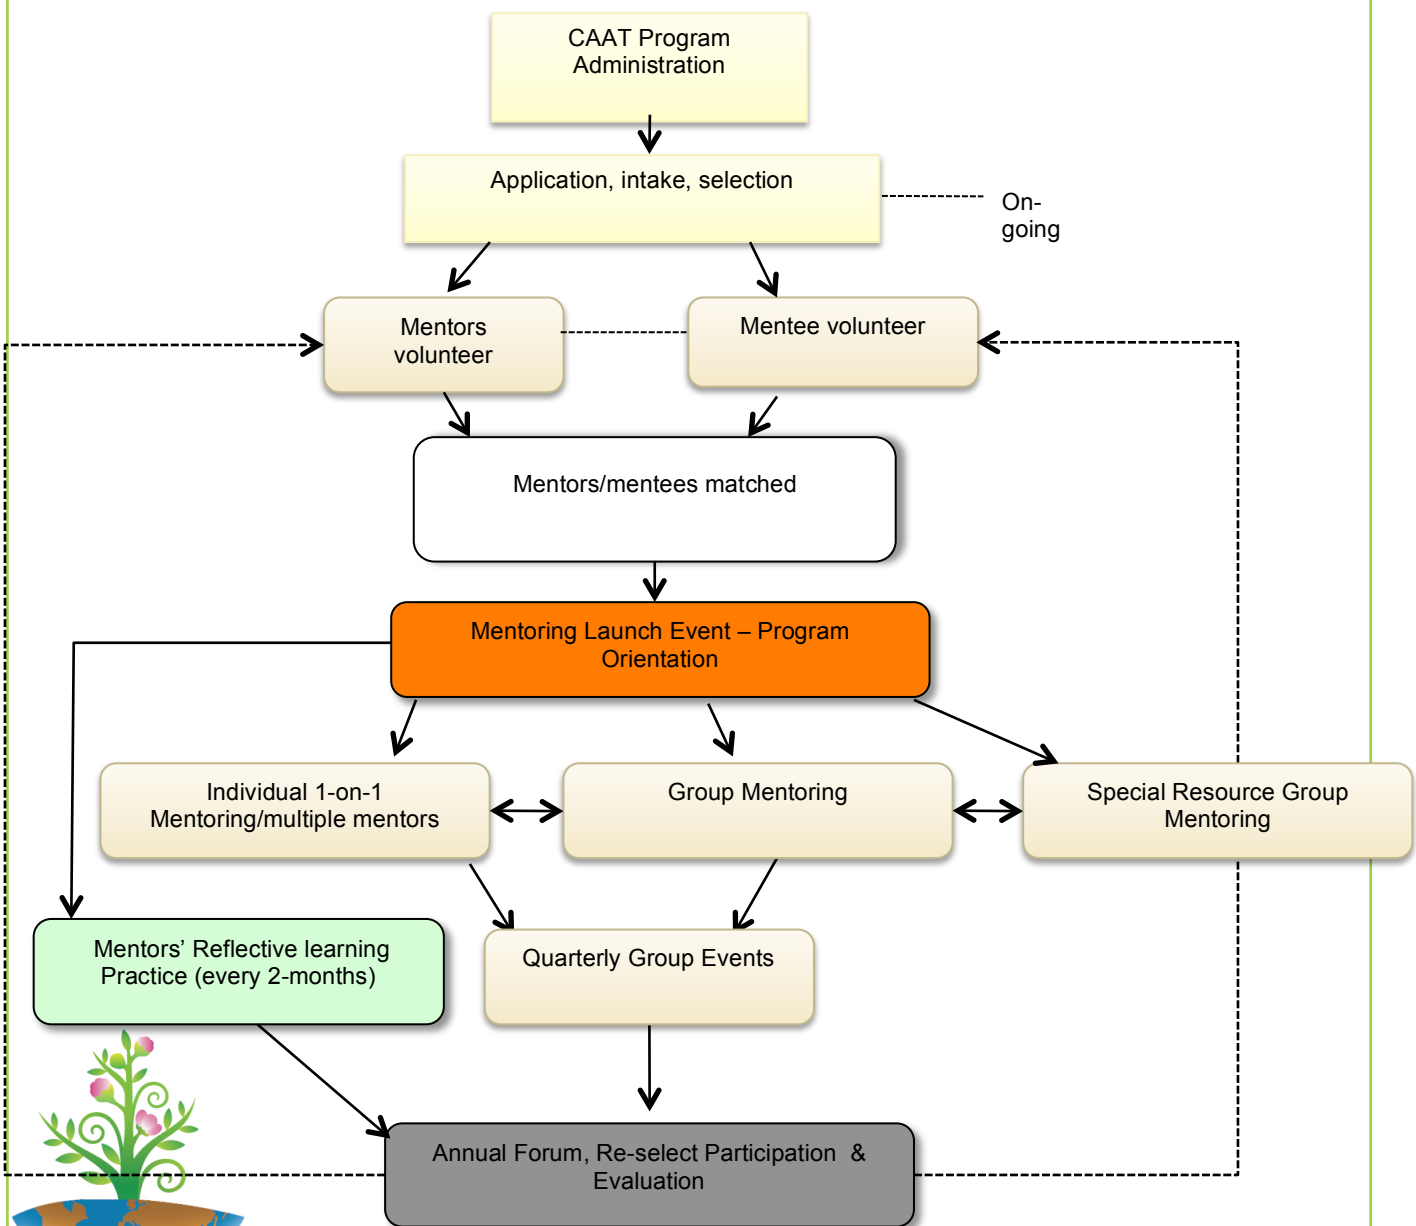 CAAT Program
Administration
Application, intake, selection
On-
going
Mentors
volunteer
Mentee volunteer
Mentors/mentees matched
Mentoring Launch Event – Program
Orientation
Individual 1-on-1
Mentoring/multiple mentors
Group Mentoring
Special Resource Group
Mentoring
Mentors’ Reflective learning
Practice (every 2-months)
Quarterly Group Events
Annual Forum, Re-select Participation &
Evaluation